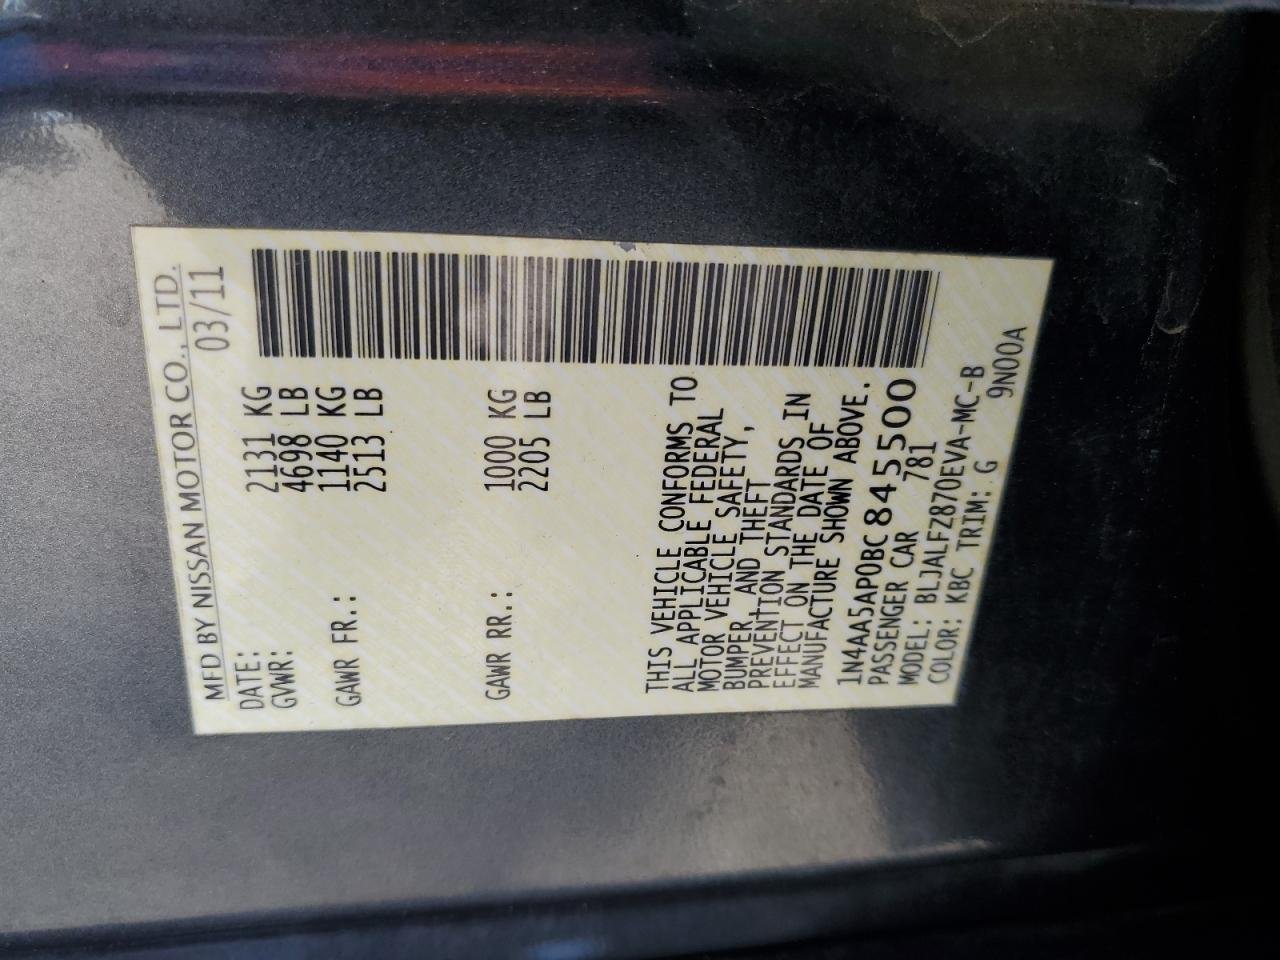 MFD BY NISSAN MOTOR CO., LTD.
DATE: 03/11
GVWR: 2131 KG
4698 LB
GAWR FR.: 1140 KG
2513 LB
GAWR RR.: 1000 KG
2205 LB
THIS VEHICLE CONFORMS TO
ALL APPLICABLE FEDERAL
MOTOR VEHICLE SAFETY,
BUMPER, AND THEFT
PREVENTION STANDARDS IN
EFFECT ON THE DATE OF
MANUFACTURE SHOWN ABOVE.
1N4AA5AP0BC845500
PASSENGER CAR 781
MODEL: BLJALFZ870EVA-MC-B
COLOR: KBC TRIM: G 9N00A